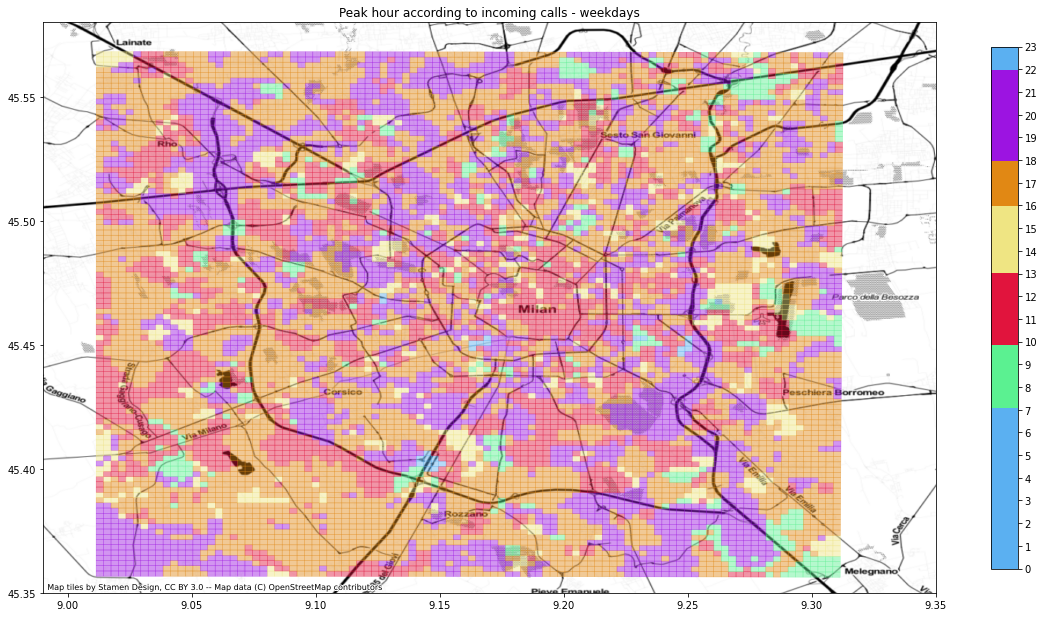 Peak hour according to incoming calls - weekdays
Lainate
Sesto San Giovanni
Rho
Via Palmanova
Parco della Besozza
Milan
Corsico
Peschiera Borromeo
Via Milano
Via Emilia
Via Emilia
Rozzano
Via Cerca
Melegnano
Pieve Emanuele
Map tiles by Stamen Design, CC BY 3.0 -- Map data (C) OpenStreetMap contributors
45.55
45.50
45.45
45.40
45.35
9.00
9.05
9.10
9.15
9.20
9.25
9.30
9.35
23
22
21
20
19
18
17
16
15
14
13
12
11
10
9
8
7
6
5
4
3
2
1
0